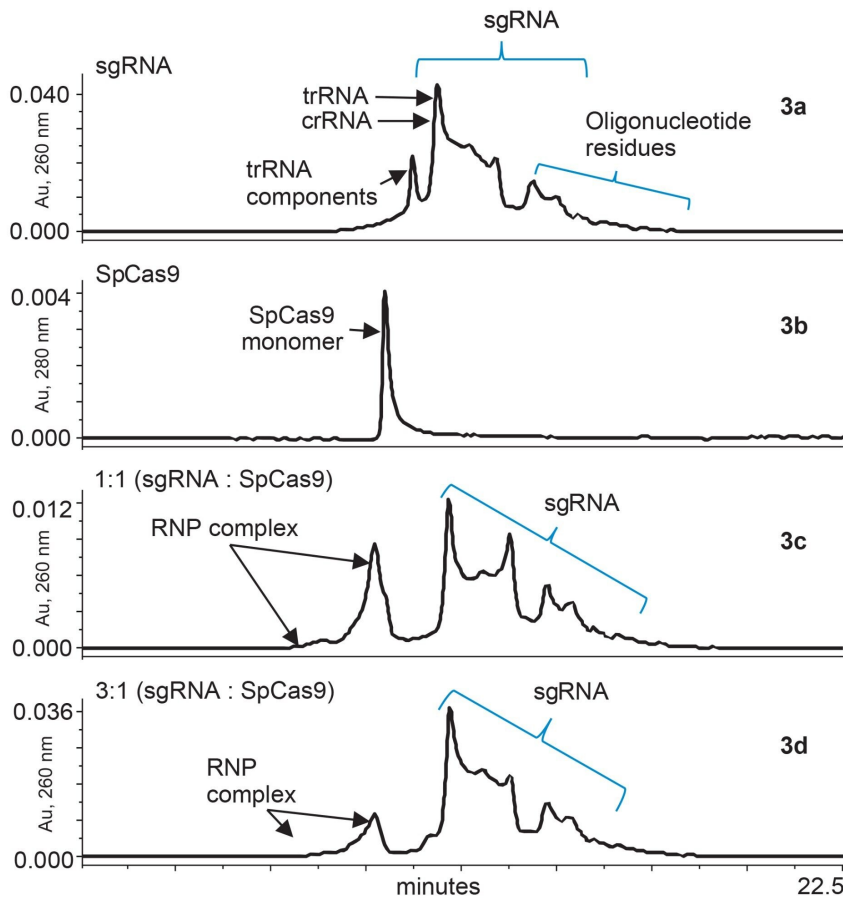 sgRNA
sgRNA
3a
0.040
0.000
Au, 260 nm
trRNA
crRNA
trRNA
components
Oligonucleotide
residues
SpCas9
3b
0.004
0.000
Au, 280 nm
SpCas9
monomer
1:1 (sgRNA : SpCas9)
3c
0.012
0.000
Au, 260 nm
RNP complex
sgRNA
3:1 (sgRNA : SpCas9)
3d
0.036
0.000
Au, 260 nm
RNP
complex
sgRNA
minutes
22.5